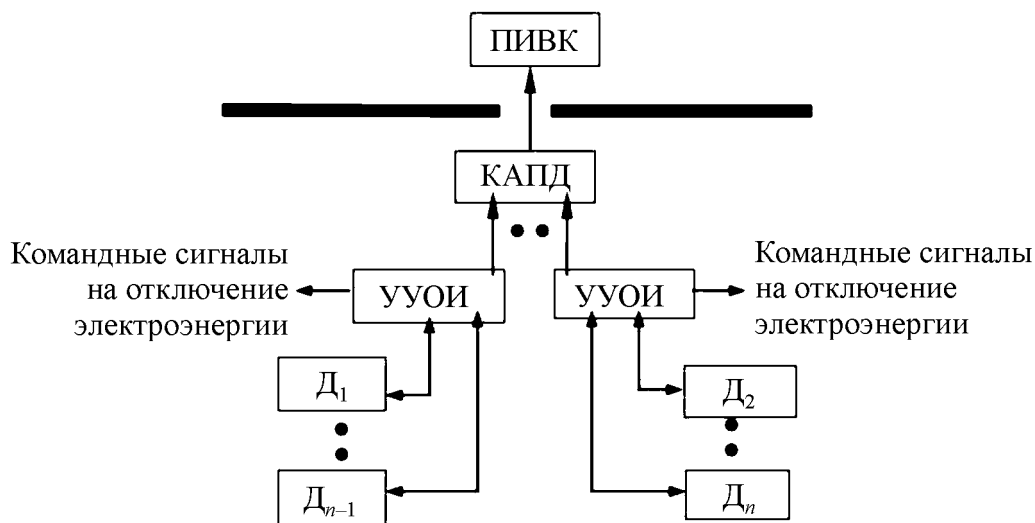 ПИВК
КАПД
Командные сигналы
на отключение
электроэнергии
УУОИ
УУОИ
Командные сигналы
на отключение
электроэнергии
Д1
Д2
Дn–1
Дn